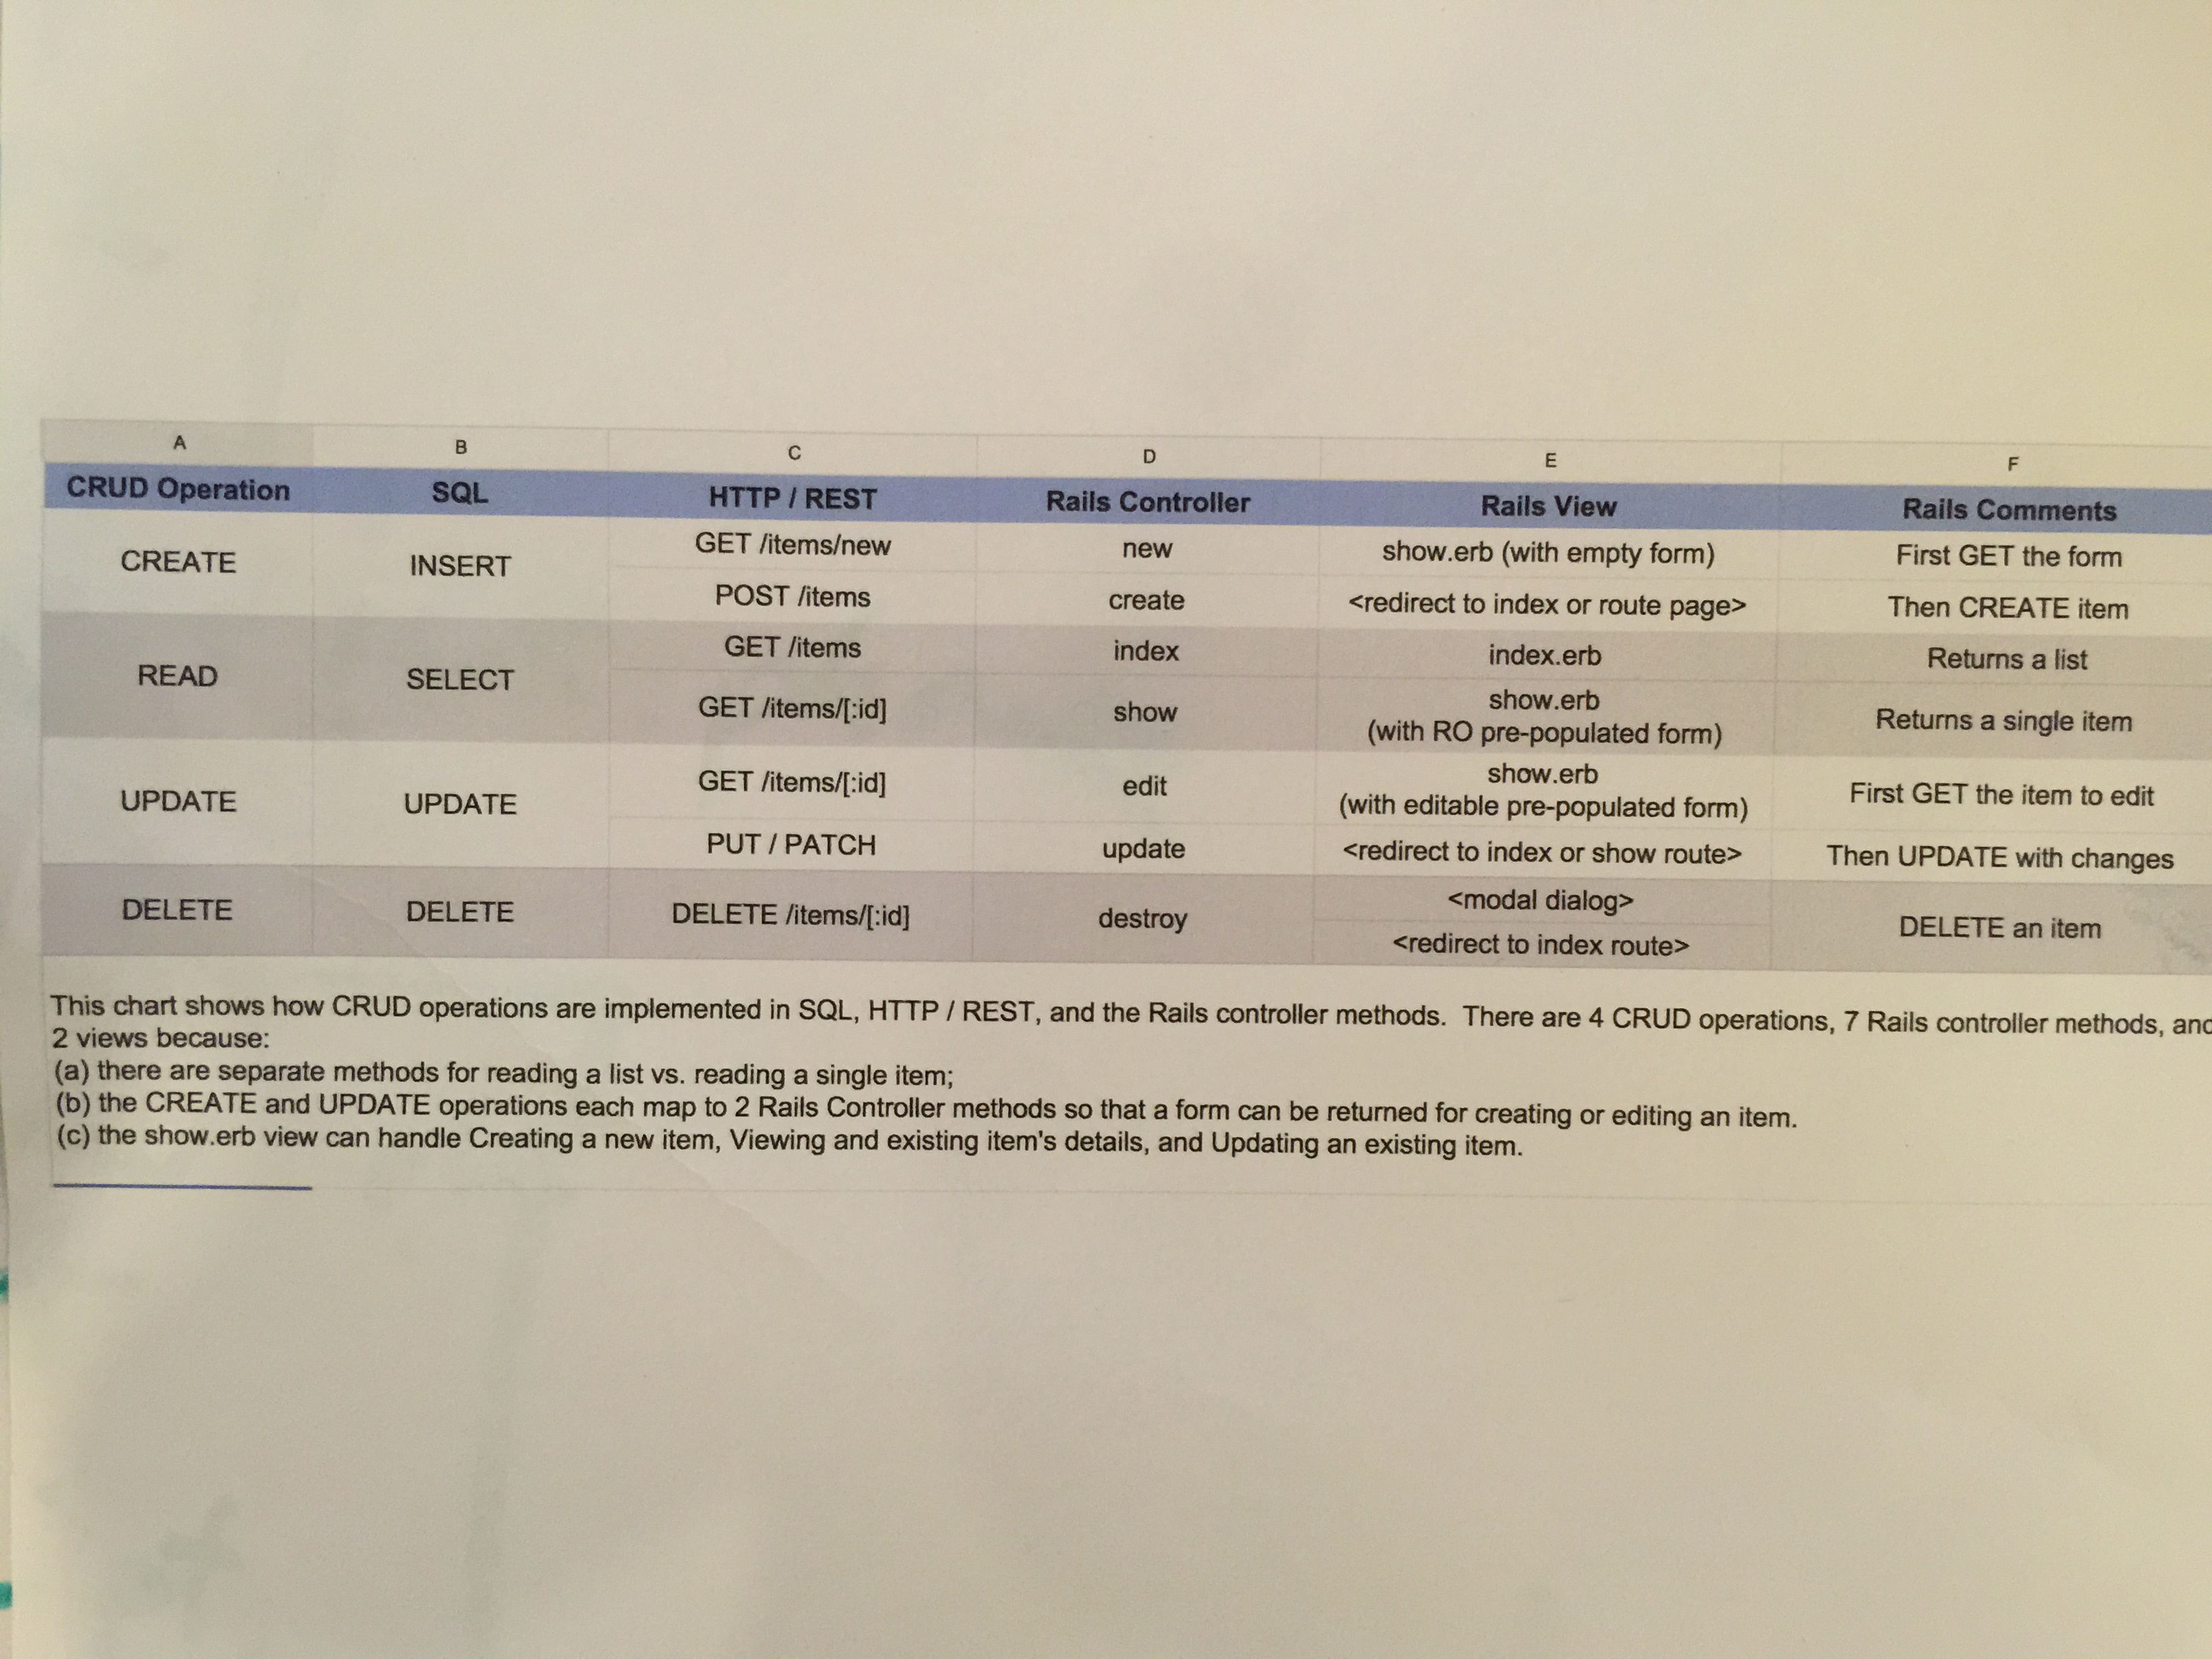 A B C D E F
CRUD Operation SQL HTTP / REST Rails Controller Rails View Rails Comments
CREATE INSERT GET /items/new new show.erb (with empty form) First GET the form
POST /items create <redirect to index or route page> Then CREATE item
READ SELECT GET /items index index.erb Returns a list
GET /items/[:id] show show.erb Returns a single item
(with RO pre-populated form)
UPDATE UPDATE GET /items/[:id] edit show.erb First GET the item to edit
(with editable pre-populated form)
PUT / PATCH update <redirect to index or show route> Then UPDATE with changes
DELETE DELETE DELETE /items/[:id] destroy <modal dialog> DELETE an item
<redirect to index route>
This chart shows how CRUD operations are implemented in SQL, HTTP / REST, and the Rails controller methods. There are 4 CRUD operations, 7 Rails controller methods, and
2 views because:
(a) there are separate methods for reading a list vs. reading a single item;
(b) the CREATE and UPDATE operations each map to 2 Rails Controller methods so that a form can be returned for creating or editing an item.
(c) the show.erb view can handle Creating a new item, Viewing and existing item's details, and Updating an existing item.